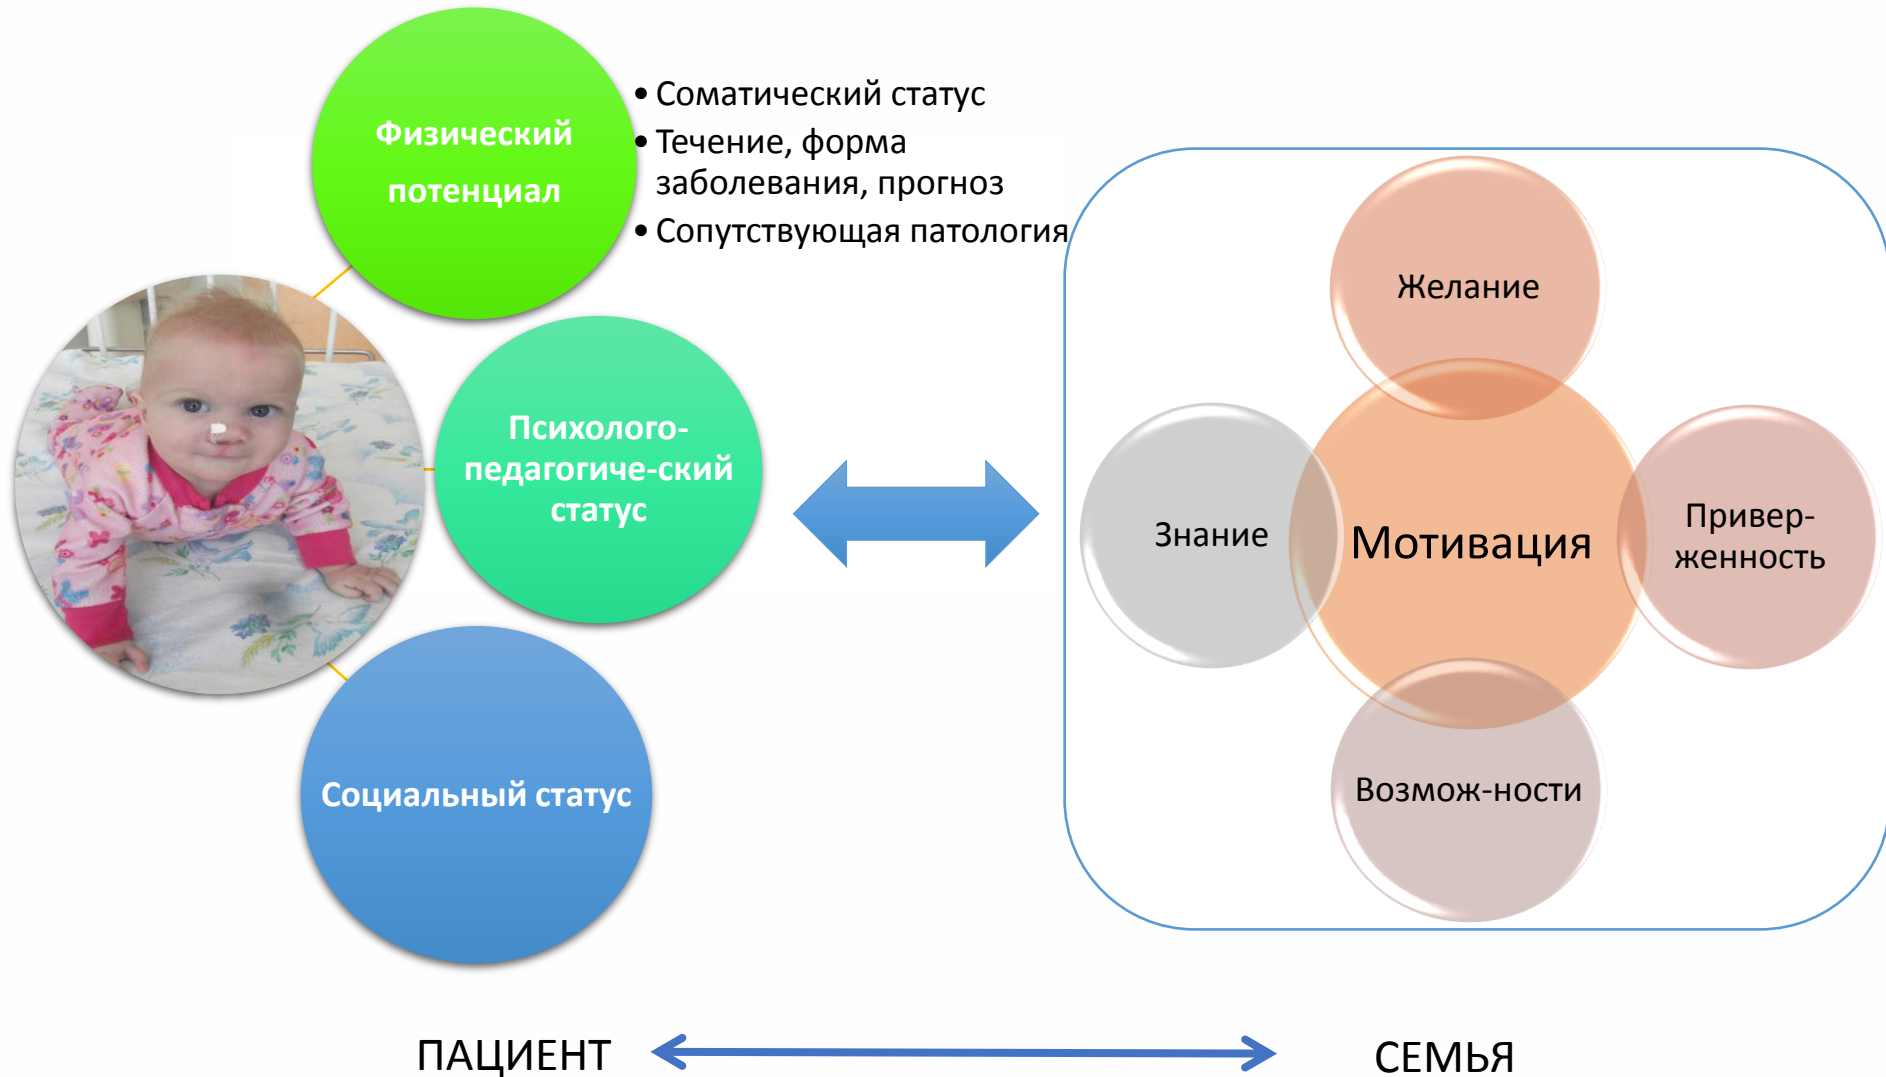 Физический
потенциал
• Соматический статус
• Течение, форма
заболевания, прогноз
• Сопутствующая патология
Психолого-
педагогиче-ский
статус
Социальный статус
Желание
Знание
Мотивация
Привер-
женность
Возмож-ности
ПАЦИЕНТ
СЕМЬЯ